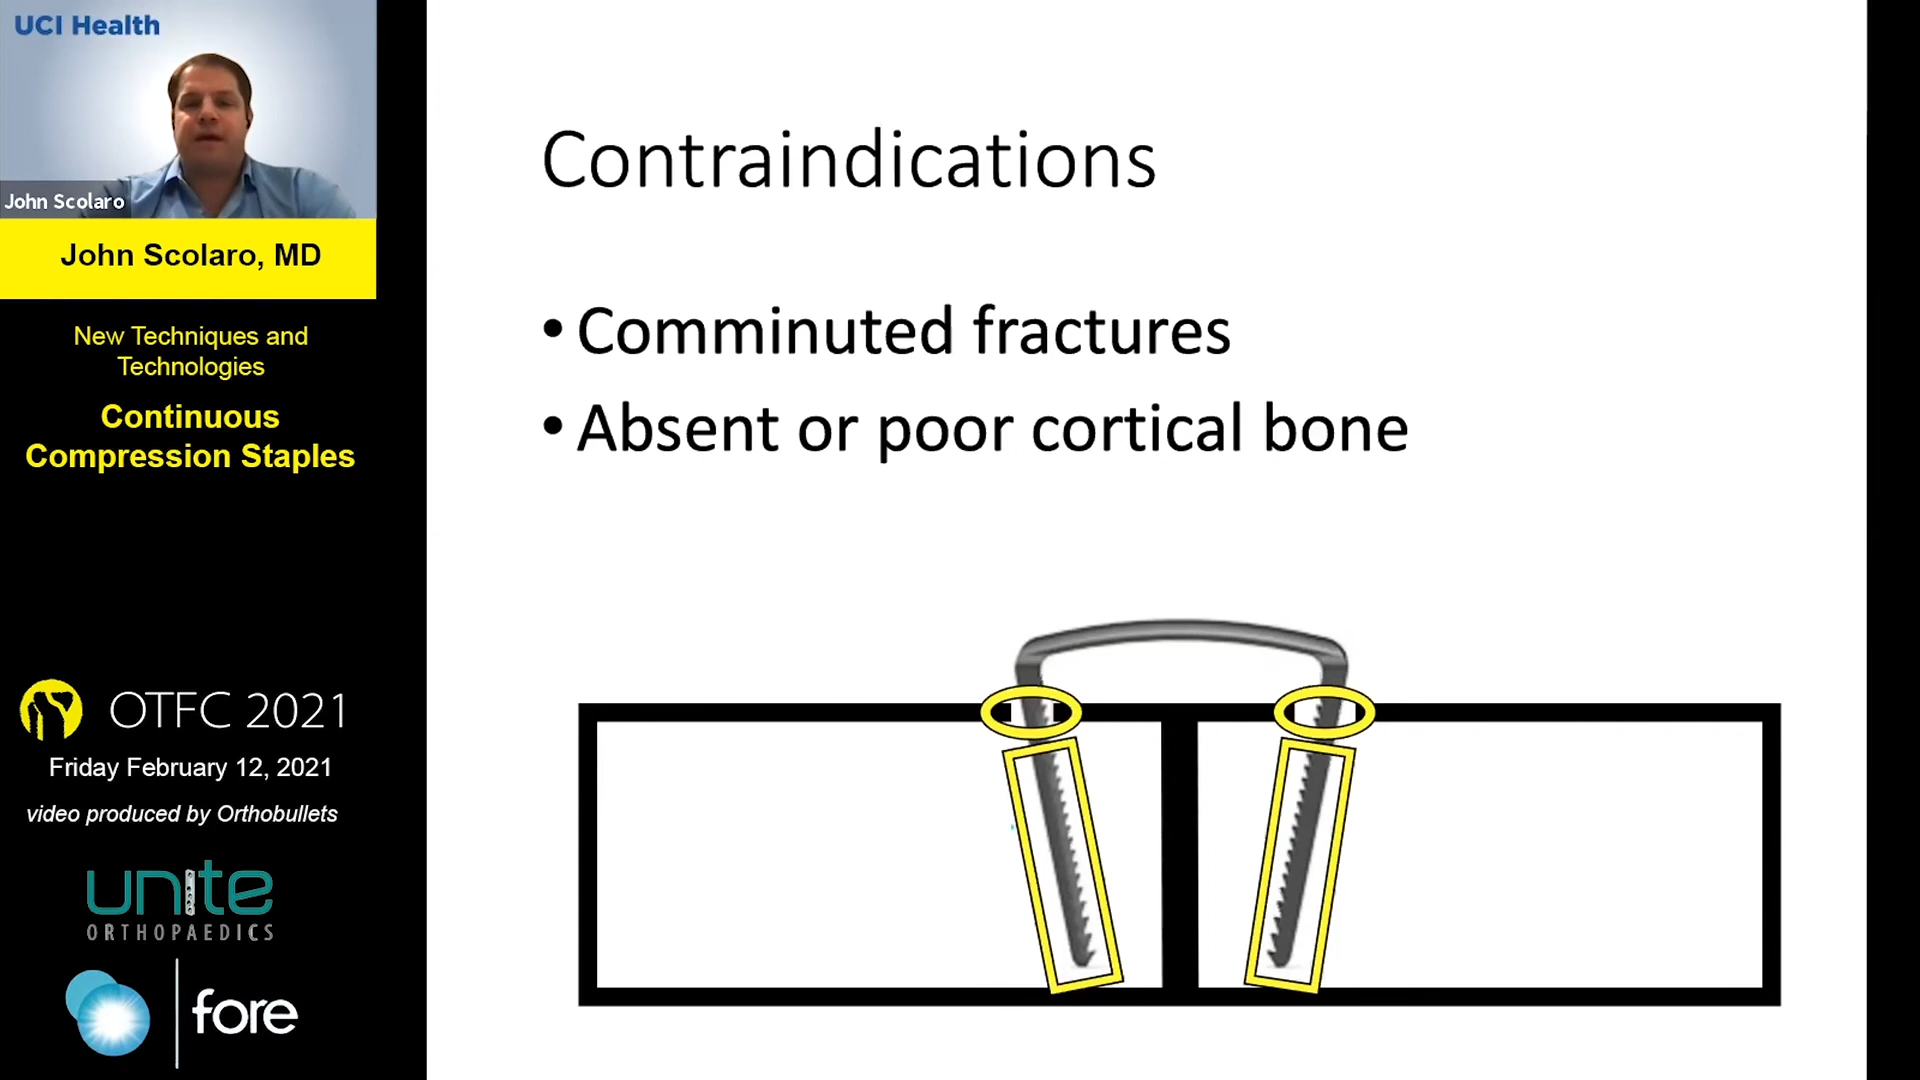 UCI Health
John Scolaro
John Scolaro, MD
New Techniques and
Technologies
Continuous
Compression Staples
OTFC 2021
Friday February 12, 2021
video produced by Orthobullets
unite
ORTHOPAEDICS
fore
Contraindications
• Comminuted fractures
• Absent or poor cortical bone